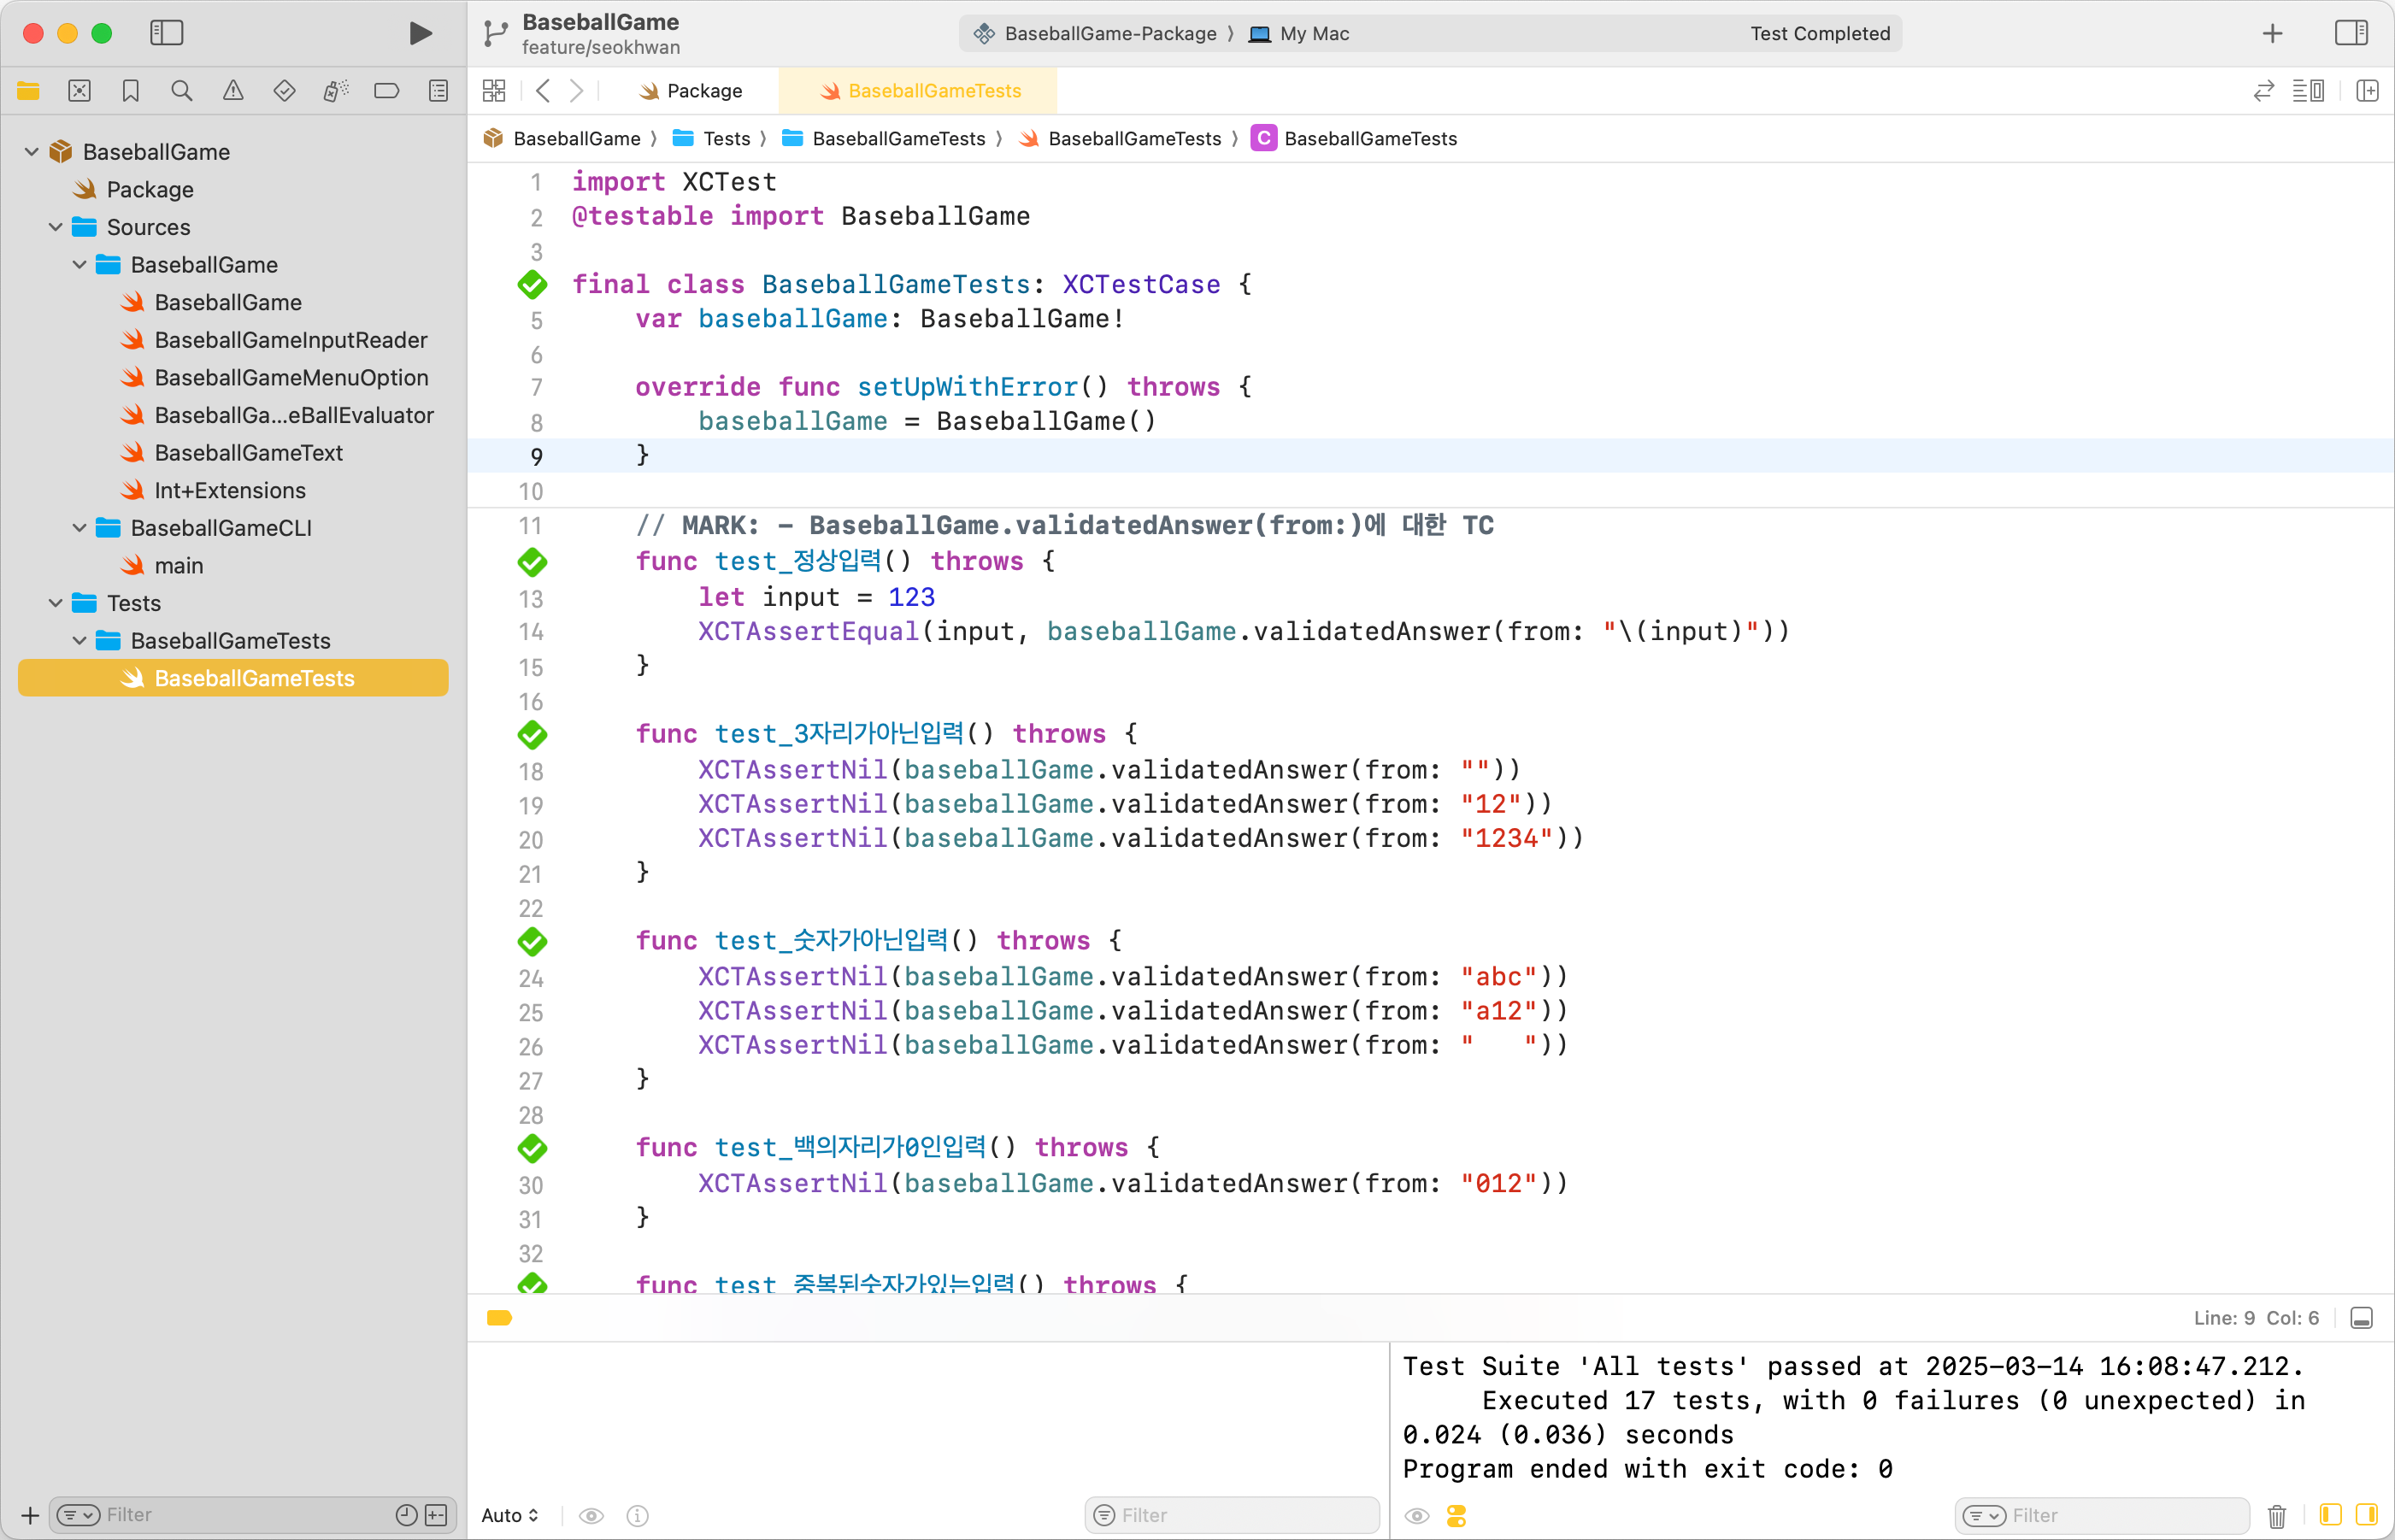 BaseballGame
feature/seokhwan
BaseballGame-Package 〉 My Mac
Test Completed
Package
BaseballGameTests
BaseballGame 〉 Tests 〉 BaseballGameTests 〉 BaseballGameTests 〉 C BaseballGameTests
BaseballGame
Package
Sources
BaseballGame
BaseballGame
BaseballGameInputReader
BaseballGameMenuOption
BaseballGa...eBallEvaluator
BaseballGameText
Int+Extensions
BaseballGameCLI
main
Tests
BaseballGameTests
BaseballGameTests
Filter
1 import XCTest
2 @testable import BaseballGame
3
final class BaseballGameTests: XCTestCase {
5 var baseballGame: BaseballGame!
6
7 override func setUpWithError() throws {
8 baseballGame = BaseballGame()
9 }
10
11 // MARK: - BaseballGame.validatedAnswer(from:)에 대한 TC
func test_정상입력() throws {
13 let input = 123
14 XCTAssertEqual(input, baseballGame.validatedAnswer(from: "\(input)"))
15 }
16
func test_3자리가아닌입력() throws {
18 XCTAssertNil(baseballGame.validatedAnswer(from: ""))
19 XCTAssertNil(baseballGame.validatedAnswer(from: "12"))
20 XCTAssertNil(baseballGame.validatedAnswer(from: "1234"))
21 }
22
func test_숫자가아닌입력() throws {
24 XCTAssertNil(baseballGame.validatedAnswer(from: "abc"))
25 XCTAssertNil(baseballGame.validatedAnswer(from: "a12"))
26 XCTAssertNil(baseballGame.validatedAnswer(from: "   "))
27 }
28
func test_백의자리가0인입력() throws {
30 XCTAssertNil(baseballGame.validatedAnswer(from: "012"))
31 }
32
func test_중복된숫자가있는입력() throws {
Line: 9 Col: 6
Auto
Filter
Test Suite 'All tests' passed at 2025-03-14 16:08:47.212.
Executed 17 tests, with 0 failures (0 unexpected) in
0.024 (0.036) seconds
Program ended with exit code: 0
Filter